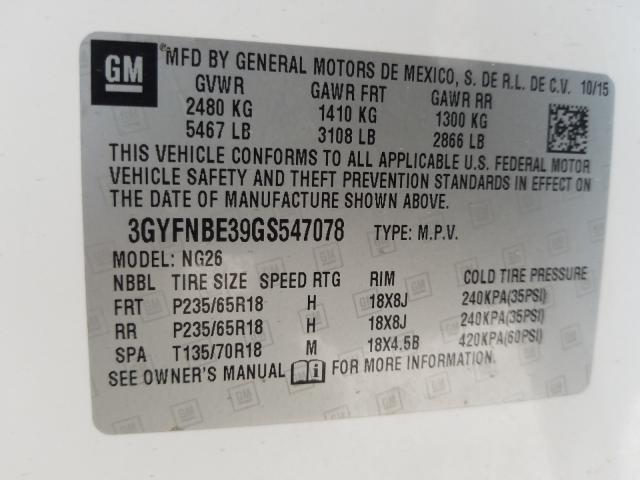 GM
MFD BY GENERAL MOTORS DE MEXICO, S. DE R.L. DE C.V. 10/15
GVWR GAWR FRT GAWR RR
2480 KG 1410 KG 1300 KG
5467 LB 3108 LB 2866 LB
THIS VEHICLE CONFORMS TO ALL APPLICABLE U.S. FEDERAL MOTOR
VEHICLE SAFETY AND THEFT PREVENTION STANDARDS IN EFFECT ON
THE DATE OF MANUFACTURE SHOWN ABOVE.
3GYFNBE39GS547078 TYPE: M.P.V.
MODEL: NG26
NBBL TIRE SIZE SPEED RTG RIM COLD TIRE PRESSURE
FRT P235/65R18 H 18X8J 240KPA(35PSI)
RR P235/65R18 H 18X8J 240KPA(35PSI)
SPA T135/70R18 M 18X4.5B 420KPA(60PSI)
SEE OWNER'S MANUAL i FOR MORE INFORMATION.